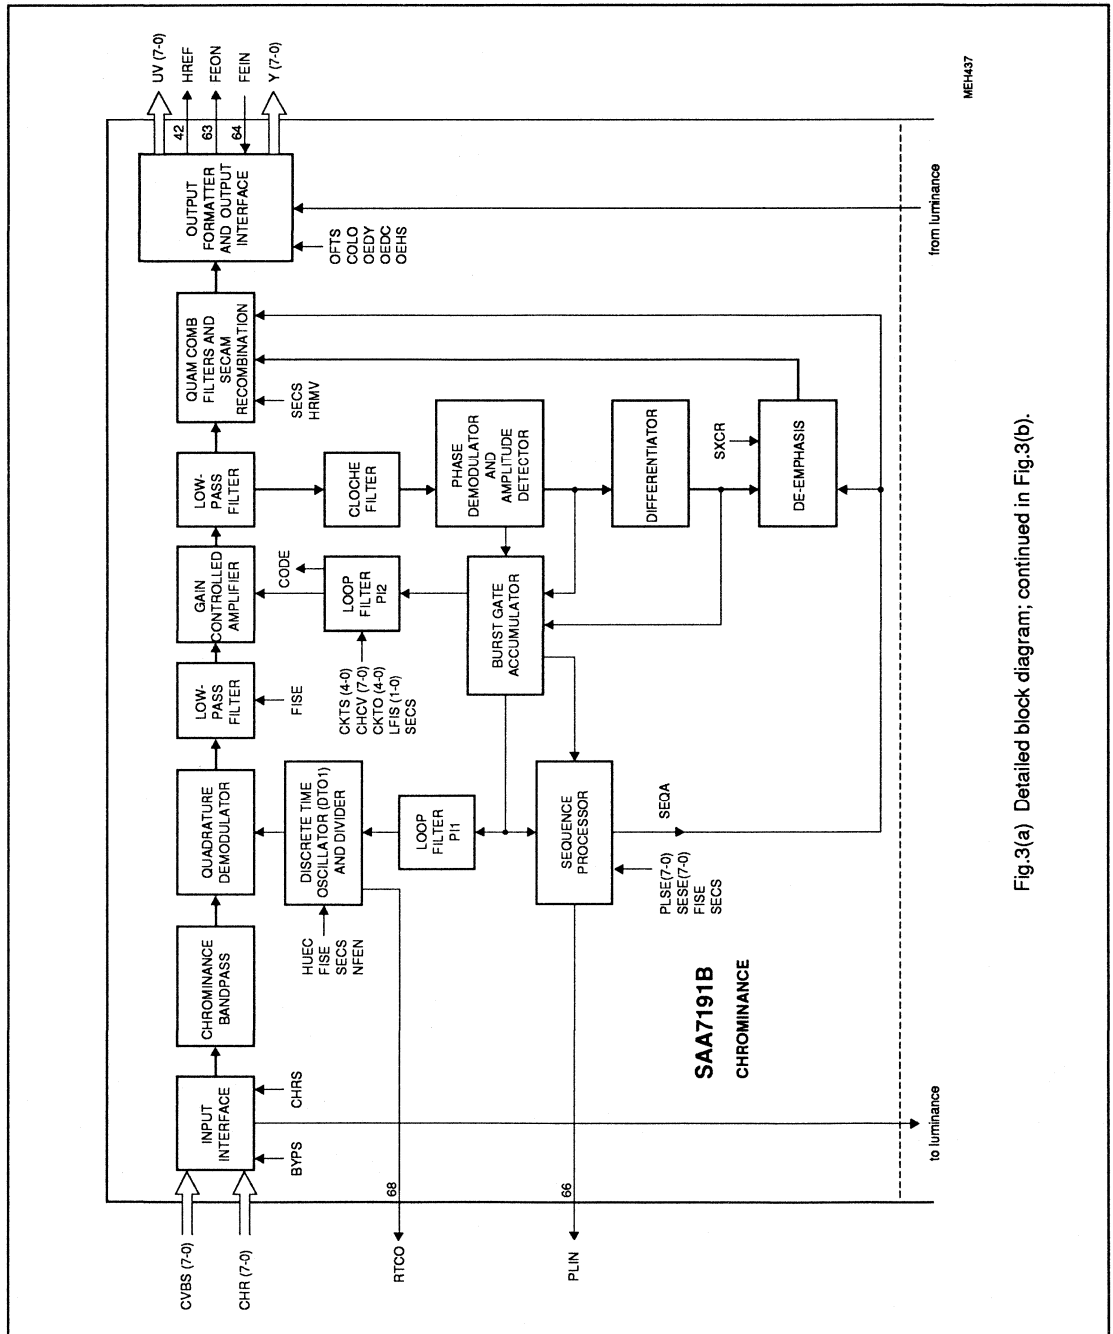 CVBS (7-0)
CHR (7-0)
INPUT
INTERFACE
BYPS
CHRS
CHROMINANCE
BANDPASS
QUADRATURE
DEMODULATOR
LOW-
PASS
FILTER
FISE
GAIN
CONTROLLED
AMPLIFIER
LOW-
PASS
FILTER
QUAM COMB
FILTERS AND
SECAM
RECOMBINATION
SECS
HRMV
OUTPUT
FORMATTER
AND OUTPUT
INTERFACE
OFTS
COLO
OEDY
OEDC
OEHS
UV (7-0)
42
HREF
63
FEON
64
FEIN
Y (7-0)
HUEC
FISE
SECS
NFEN
DISCRETE TIME
OSCILLATOR (DTO1)
AND DIVIDER
CODE
LOOP
FILTER
PI2
CKTS (4-0)
CHCV (7-0)
CKTO (4-0)
LFIS (1-0)
SECS
CLOCHE
FILTER
68
RTCO
LOOP
FILTER
PI1
BURST GATE
ACCUMULATOR
PHASE
DEMODULATOR
AND
AMPLITUDE
DETECTOR
66
PLIN
SEQUENCE
PROCESSOR
PLSE(7-0)
SESE(7-0)
FISE
SECS
SEQA
DIFFERENTIATOR
SXCR
DE-EMPHASIS
SAA7191B
CHROMINANCE
to luminance
from luminance
MEH437
Fig.3(a) Detailed block diagram; continued in Fig.3(b).